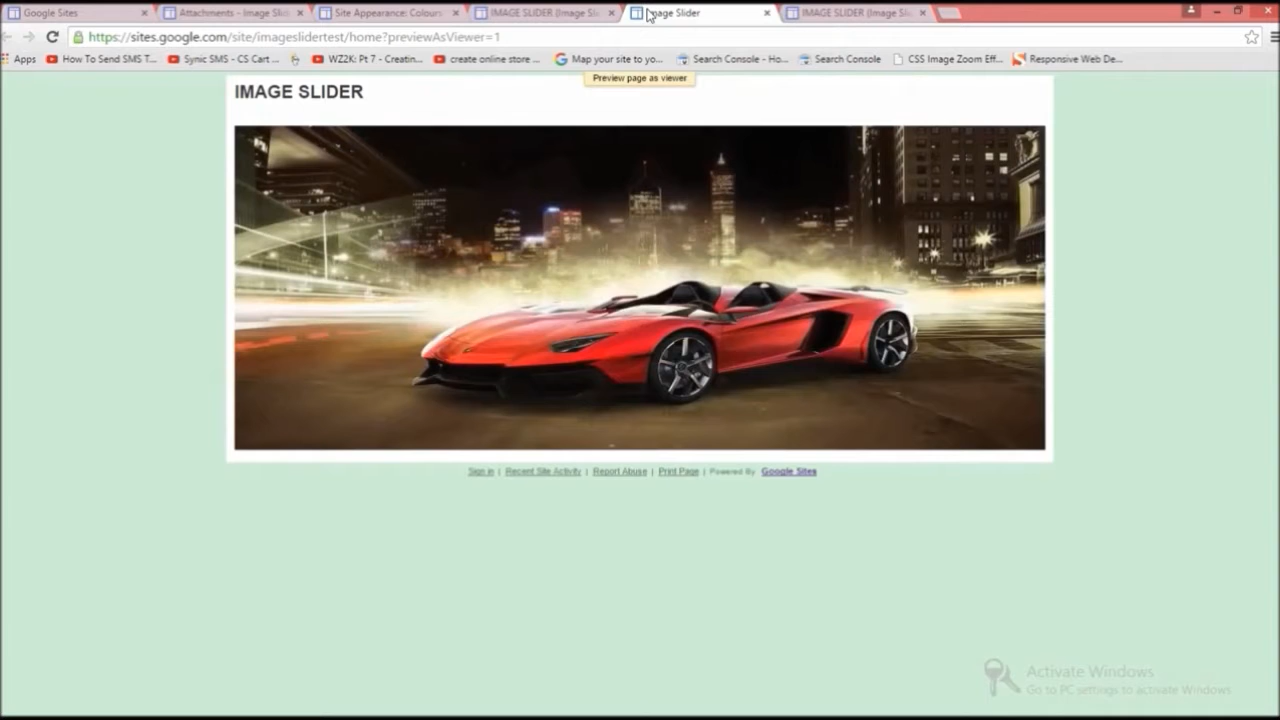 Google Sites
Attachments - Image Slid
Site Appearance: Colours
IMAGE SLIDER (Image Sl
Image Slider
IMAGE SLIDER (Image Sl
https://sites.google.com/site/imageslidertest/home?previewAsViewer=1
Apps
How To Send SMS T...
Synic SMS - CS Cart ...
WZ2K: Pt 7 - Creatin...
create online store ...
Map your site to yo...
Search Console - Ho...
Search Console
CSS Image Zoom Eff...
Responsive Web De...
Preview page as viewer
IMAGE SLIDER
Sign in | Recent Site Activity | Report Abuse | Print Page | Powered By Google Sites
Activate Windows
Go to PC settings to activate Windows.